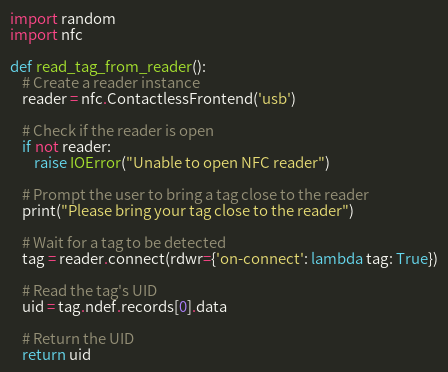 import random
import nfc

def read_tag_from_reader():
    # Create a reader instance
    reader = nfc.ContactlessFrontend('usb')

    # Check if the reader is open
    if not reader:
        raise IOError("Unable to open NFC reader")

    # Prompt the user to bring a tag close to the reader
    print("Please bring your tag close to the reader")

    # Wait for a tag to be detected
    tag = reader.connect(rdwr={'on-connect': lambda tag: True})

    # Read the tag's UID
    uid = tag.ndef.records[0].data

    # Return the UID
    return uid